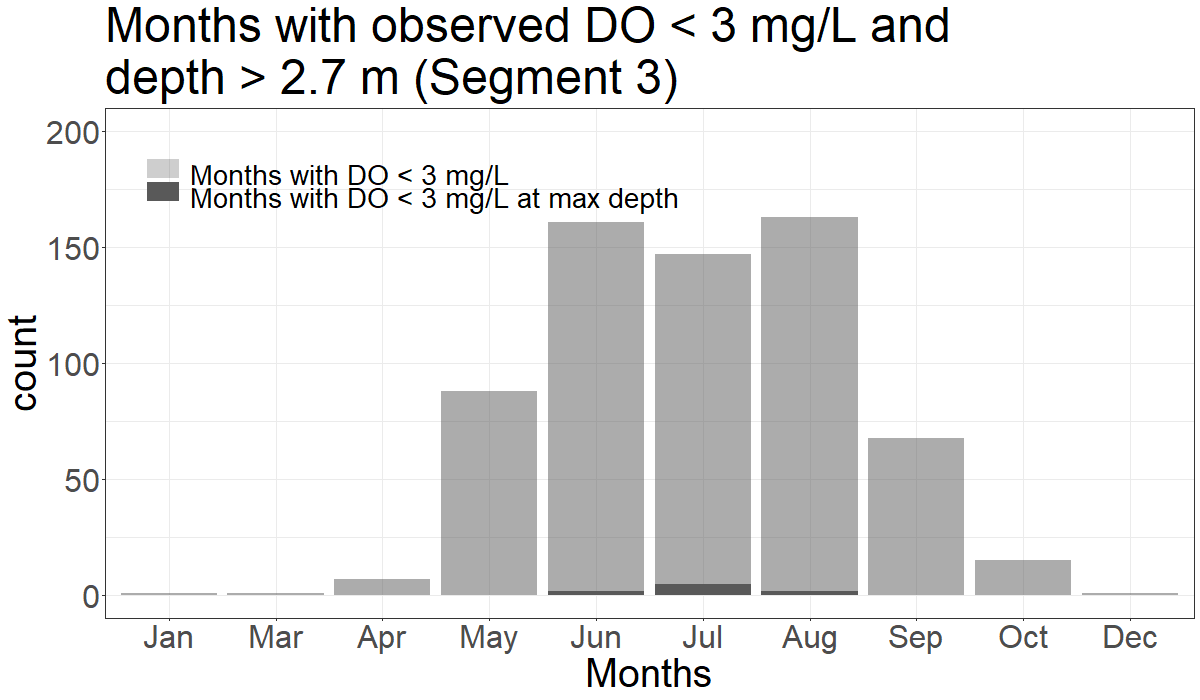 Months with observed DO < 3 mg/L and
depth > 2.7 m (Segment 3)
200
Months with DO < 3 mg/L
Months with DO < 3 mg/L at max depth
150
count
100
50
0
Jan Mar Apr May Jun Jul Aug Sep Oct Dec
Months